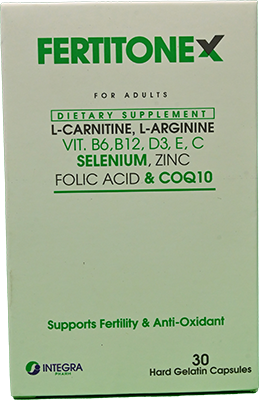 FERTITONEX
FOR ADULTS
DIETARY SUPPLEMENT
L-CARNITINE, L-ARGININE
VIT. B6,B12, D3, E, C
SELENIUM, ZINC
FOLIC ACID & COQ10
Supports Fertility & Anti-Oxidant
INTEGRA
PHARM
30
Hard Gelatin Capsules